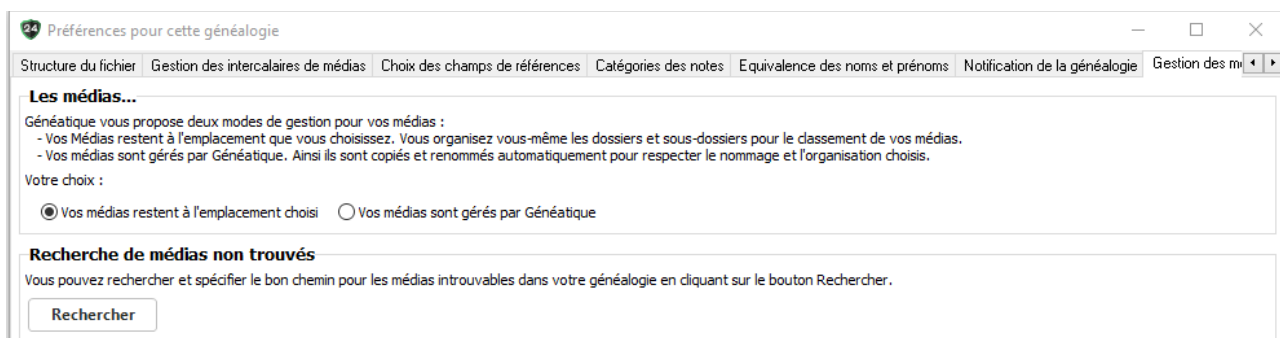 24 Préférences pour cette généalogie
Structure du fichier Gestion des intercalaires de médias Choix des champs de références Catégories des notes Equivalence des noms et prénoms Notification de la généalogie Gestion des
Les médias...
Généatique vous propose deux modes de gestion pour vos médias :
- Vos Médias restent à l'emplacement que vous choisissez. Vous organisez vous-même les dossiers et sous-dossiers pour le classement de vos médias.
- Vos médias sont gérés par Généatique. Ainsi ils sont copiés et renommés automatiquement pour respecter le nommage et l'organisation choisis.
Votre choix :
Vos médias restent à l'emplacement choisi Vos médias sont gérés par Généatique
Recherche de médias non trouvés
Vous pouvez rechercher et spécifier le bon chemin pour les médias introuvables dans votre généalogie en cliquant sur le bouton Rechercher.
Rechercher